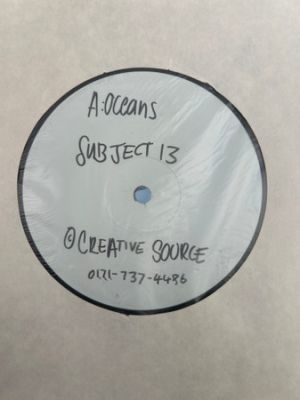 A:Oceans
SUBJECT 13
© CREATIVE SOURCE
0171-737-4486